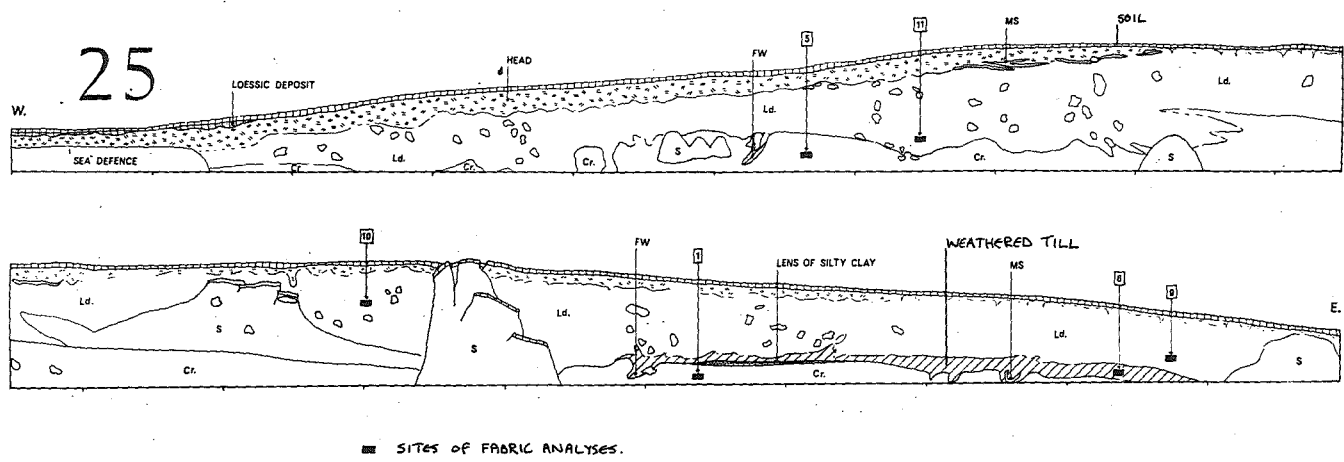 25
W.
LOESSIC DEPOSIT
HEAD
FW
5
11
MS
SOIL
Ld.
Ld.
SEA DEFENCE
Ld.
Cr.
Cr.
Cr.
S
Cr.
S
10
FW
1
LENS OF SILTY CLAY
WEATHERED TILL
MS
8
9
E.
Ld.
Ld.
Ld.
S
S
S
Cr.
Cr.
SITES OF FABRIC ANALYSES.